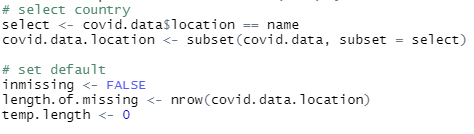 # select country
select <- covid.data$location == name
covid.data.location <- subset(covid.data, subset = select)
# set default
inmissing <- FALSE
length.of.missing <- nrow(covid.data.location)
temp.length <- 0